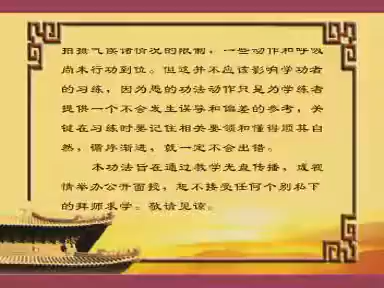 拍摄气候诸情况的限制，一些动作和呼吸
尚未行功到位。但这并不应该影响学功者
的习练，因为您的功法动作只是为学练者
提供一个不会发生误导和偏差的参考，关
键在习练时要记住相关要领和懂得顺其自
然，循序渐进，就一定不会出错。
本功法旨在通过教学光盘传播，或视
情举办公开面授，恕不接受任何个别私下
的拜师求学。敬请见谅。